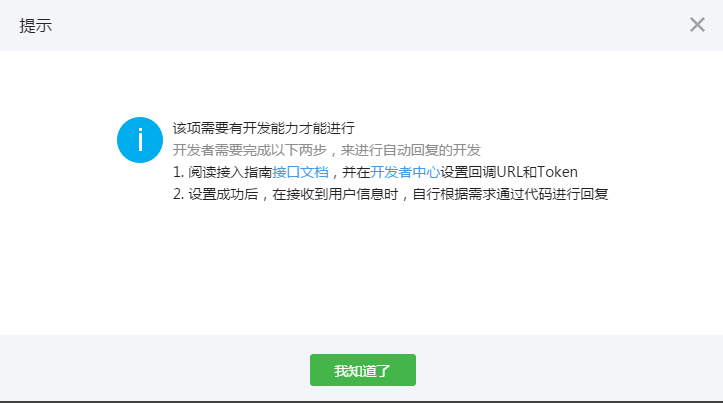 提示
该项需要有开发能力才能进行
开发者需要完成以下两步，来进行自动回复的开发
1. 阅读接入指南接口文档，并在开发者中心设置回调URL和Token
2. 设置成功后，在接收到用户信息时，自行根据需求通过代码进行回复
我知道了